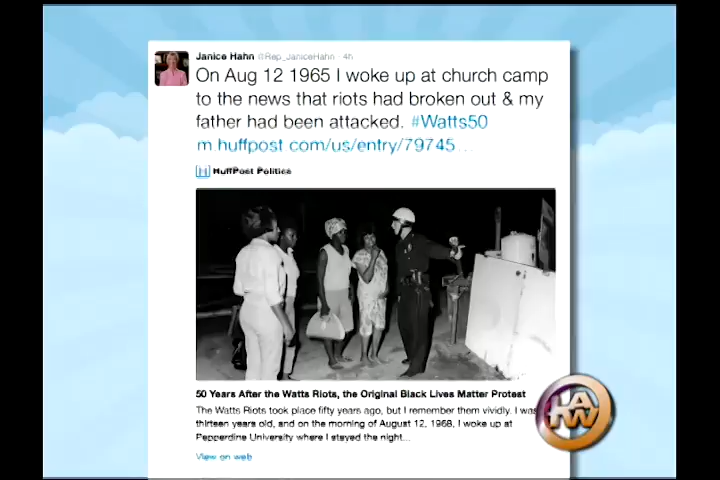 Janice Hahn @Rep_JaniceHahn · 4h
On Aug 12 1965 I woke up at church camp
to the news that riots had broken out & my
father had been attacked. #Watts50
m.huffpost.com/us/entry/79745...
HuffPost Politics
50 Years After the Watts Riots, the Original Black Lives Matter Protest
The Watts Riots took place fifty years ago, but I remember them vividly. I was
thirteen years old, and on the morning of August 12, 1968, I woke up at
Pepperdine University where I stayed the night...
View on web